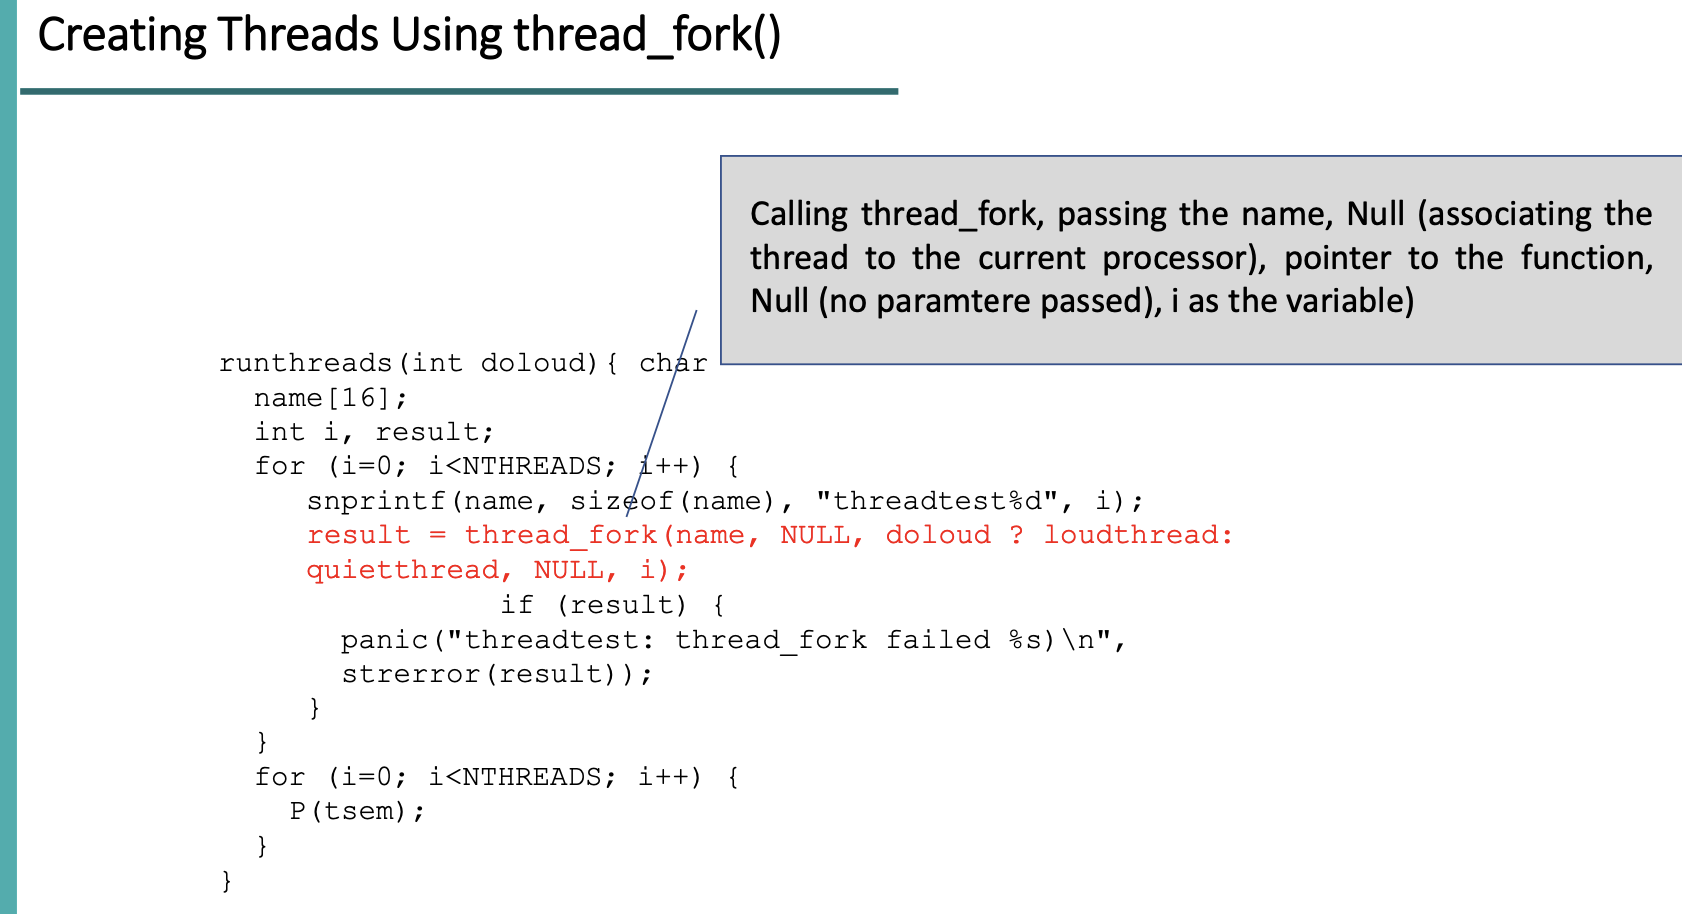 Creating Threads Using thread_fork()
Calling thread_fork, passing the name, Null (associating the
thread to the current processor), pointer to the function,
Null (no paramtere passed), i as the variable)
runthreads(int doloud){ char
name[16];
int i, result;
for (i=0; i<NTHREADS; i++) {
snprintf(name, sizeof(name), "threadtest%d", i);
result = thread_fork(name, NULL, doloud ? loudthread:
quietthread, NULL, i);
if (result) {
panic("threadtest: thread_fork failed %s)\n",
strerror(result));
}
}
for (i=0; i<NTHREADS; i++) {
P(tsem);
}
}